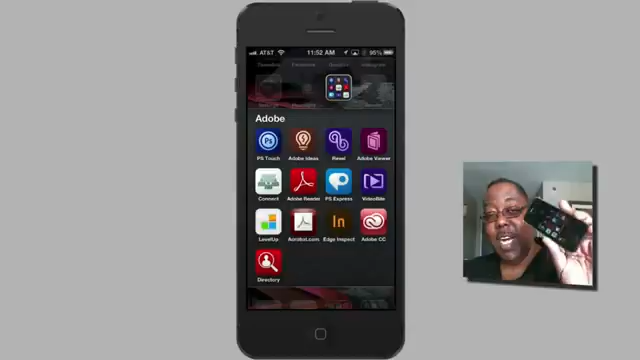 AT&T 11:52 AM 95%
Adobe
PS Touch Adobe Ideas Revel Adobe Viewer
Connect Adobe Reader PS Express VideoBite
LevelUp Acrobat.com Edge Inspect Adobe CC
Directory